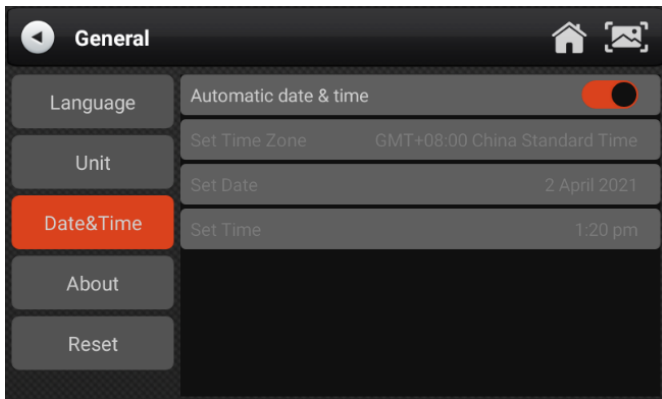 General
Language
Unit
Date&Time
About
Reset
Automatic date & time
Set Time Zone GMT+08:00 China Standard Time
Set Date 2 April 2021
Set Time 1:20 pm